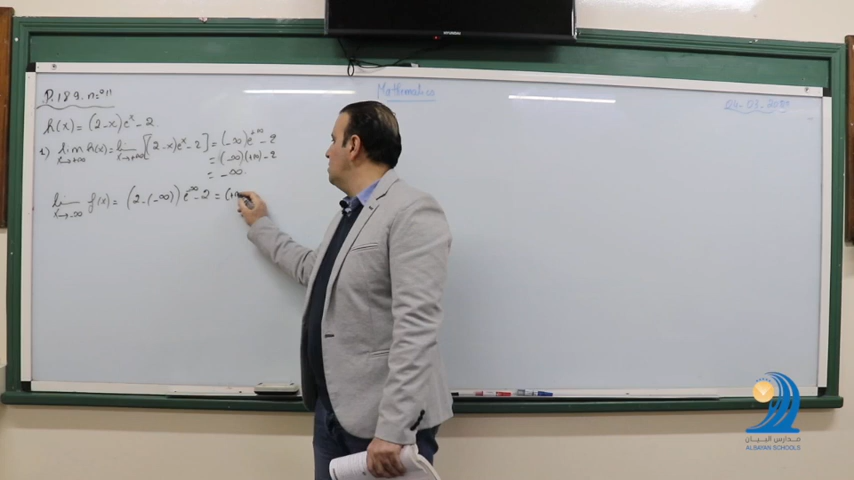 HYUNDAI
Mathematics
P.189. n=°11
h(x) = (2-x)e^x - 2
1) lim h(x) = lim [(2-x)e^x - 2] = (-∞)e^+∞ - 2
x→+∞ x→+∞
= (-∞)(+∞) - 2
= -∞.
lim f(x) = (2-(-∞))e^-∞ - 2 = (+∞
x→-∞
مدارس البيان
ALBAYAN SCHOOLS